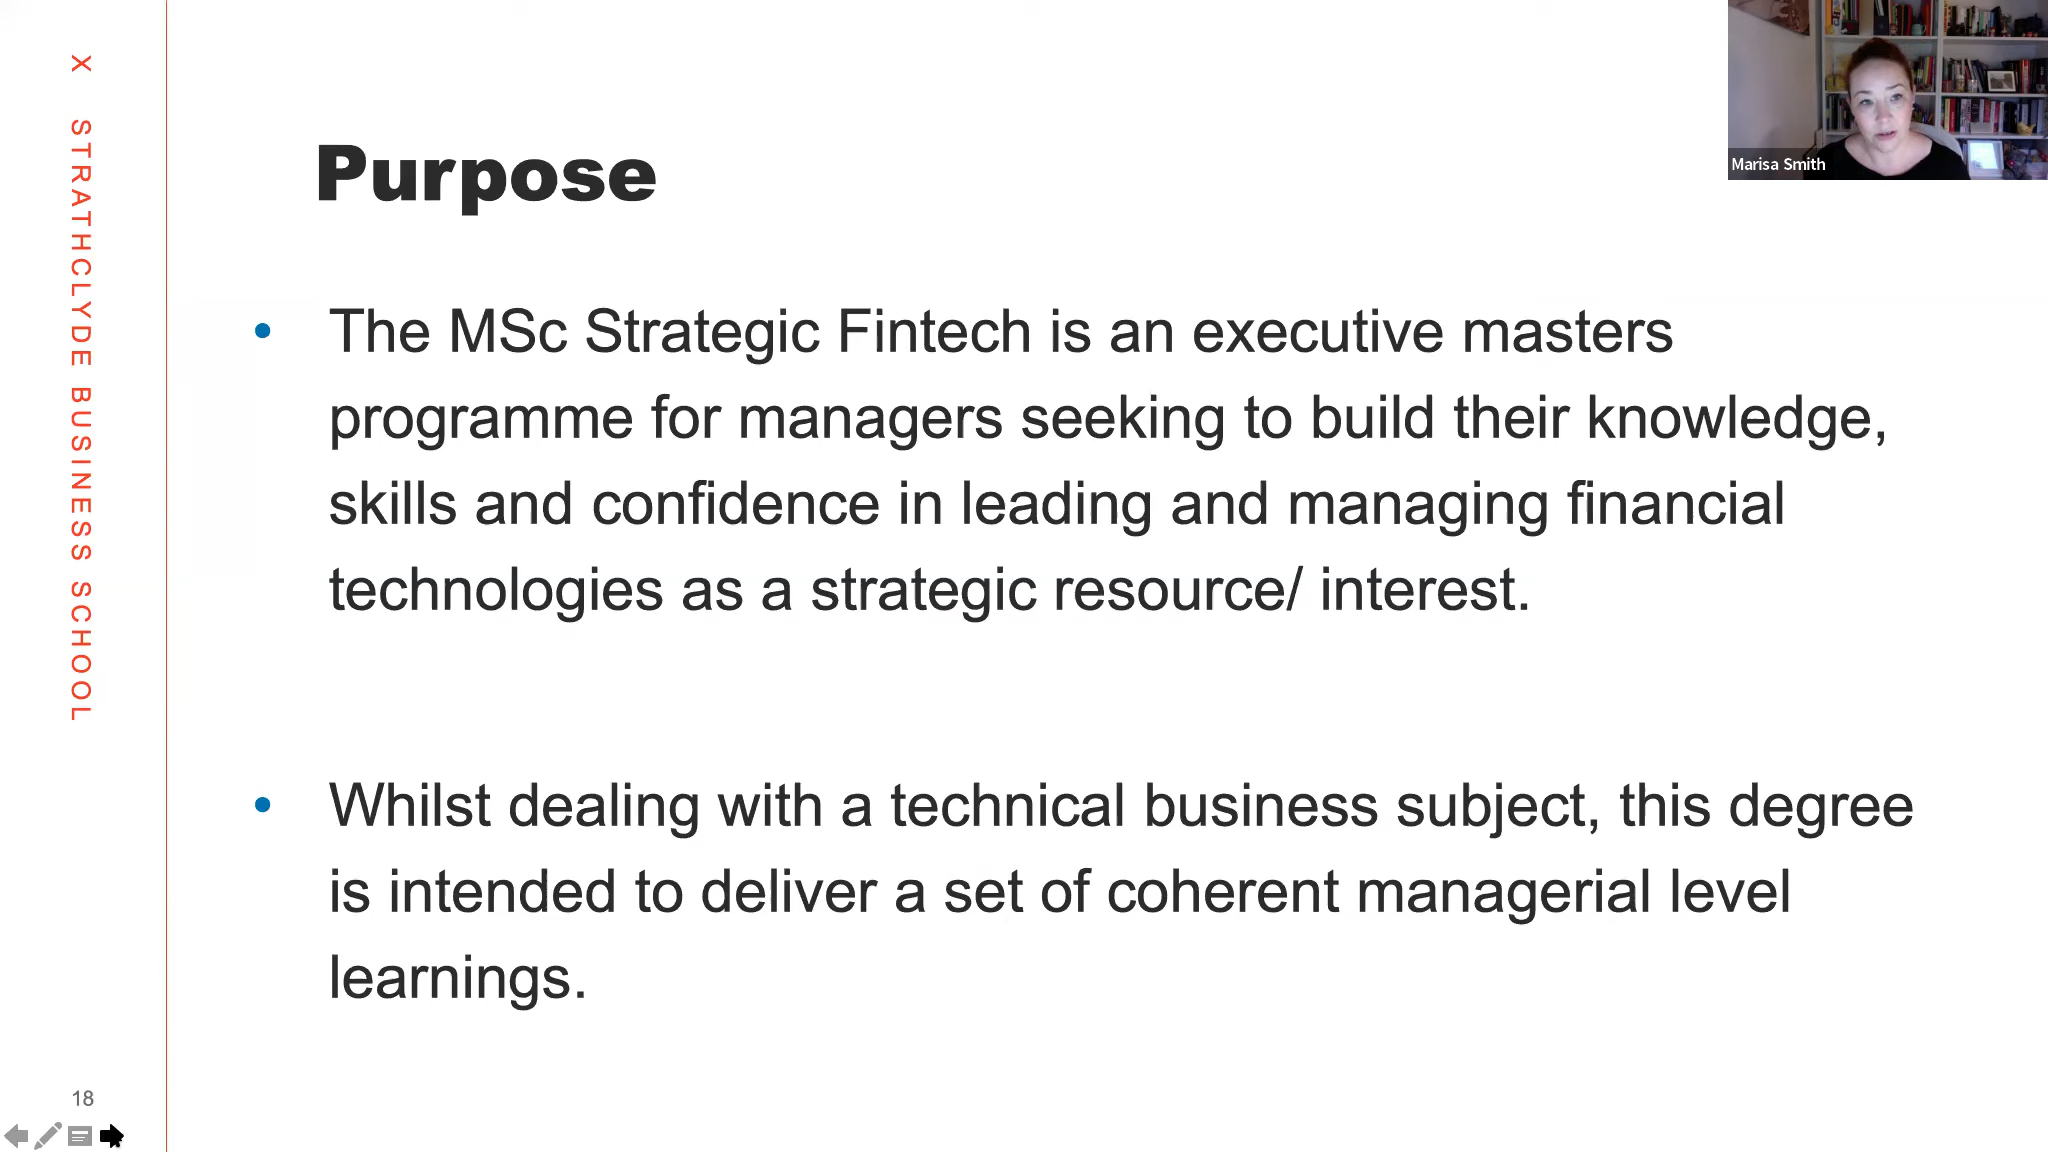 X STRATHCLYDE BUSINESS SCHOOL
Purpose
• The MSc Strategic Fintech is an executive masters
programme for managers seeking to build their knowledge,
skills and confidence in leading and managing financial
technologies as a strategic resource/ interest.
• Whilst dealing with a technical business subject, this degree
is intended to deliver a set of coherent managerial level
learnings.
Marisa Smith
18